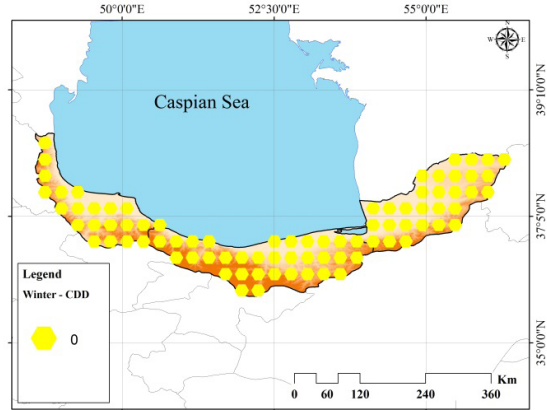 50°0'0"E 52°30'0"E 55°0'0"E
N
W E
S
Caspian Sea
39°10'0"N
37°5'0"N
35°0'0"N
Legend
Winter - CDD
0
Km
0 60 120 240 360